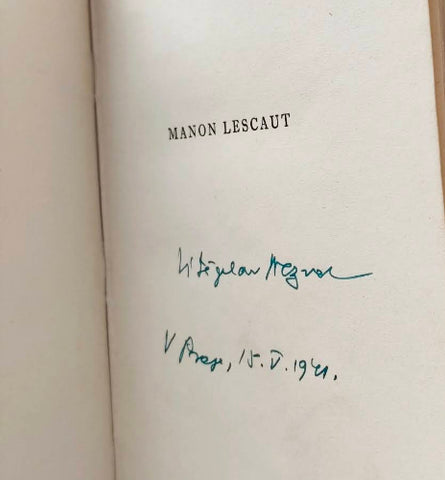 MANON LESCAUT
Vítězslav Nezval
V Praze, 15. V. 1941.